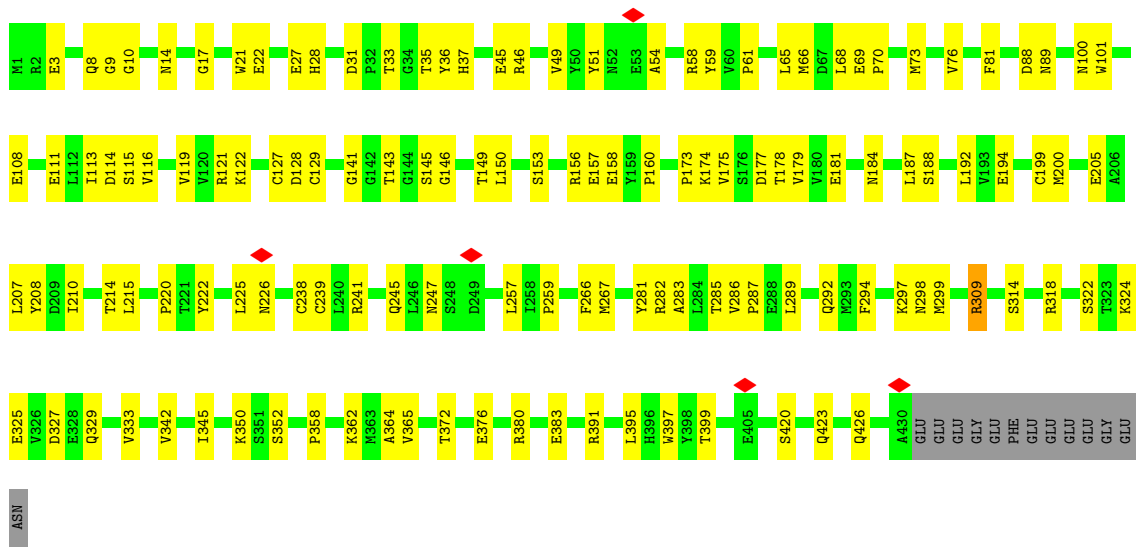 M1 R2 E3 Q8 G9 G10 N14 G17 W21 E22 E27 H28 D31 P32 T33 G34 T35 Y36 H37 E45 R46 V49 Y50 Y51 N52 E53 A54 R58 Y59 V60 P61 L65 M66 D67 L68 E69 P70 M73 V76 F81 D88 N89 N100 W101
E108 E111 L112 I113 D114 S115 V116 V119 V120 R121 K122 C127 D128 C129 G141 G142 T143 G144 S145 G146 T149 L150 S153 R156 E157 E158 Y159 P160 P173 K174 V175 S176 D177 T178 V179 V180 E181 N184 L187 S188 L192 V193 E194 C199 M200 E205 A206
L207 Y208 D209 I210 T214 L215 P220 T221 Y222 L225 N226 C238 C239 L240 R241 Q245 L246 N247 S248 D249 L257 I258 P259 F266 M267 Y281 R282 A283 L284 T285 V286 P287 E288 L289 Q292 M293 F294 K297 N298 M299 R309 S314 R318 S322 T323 K324
E325 V326 D327 E328 Q329 V333 V342 I345 K350 S351 S352 P358 K362 M363 A364 V365 T372 E376 R380 E383 R391 L395 H396 W397 Y398 T399 E405 S420 Q423 Q426 A430 GLU GLU GLU GLY GLU PHE GLU GLU GLU GLU GLY GLU
ASN